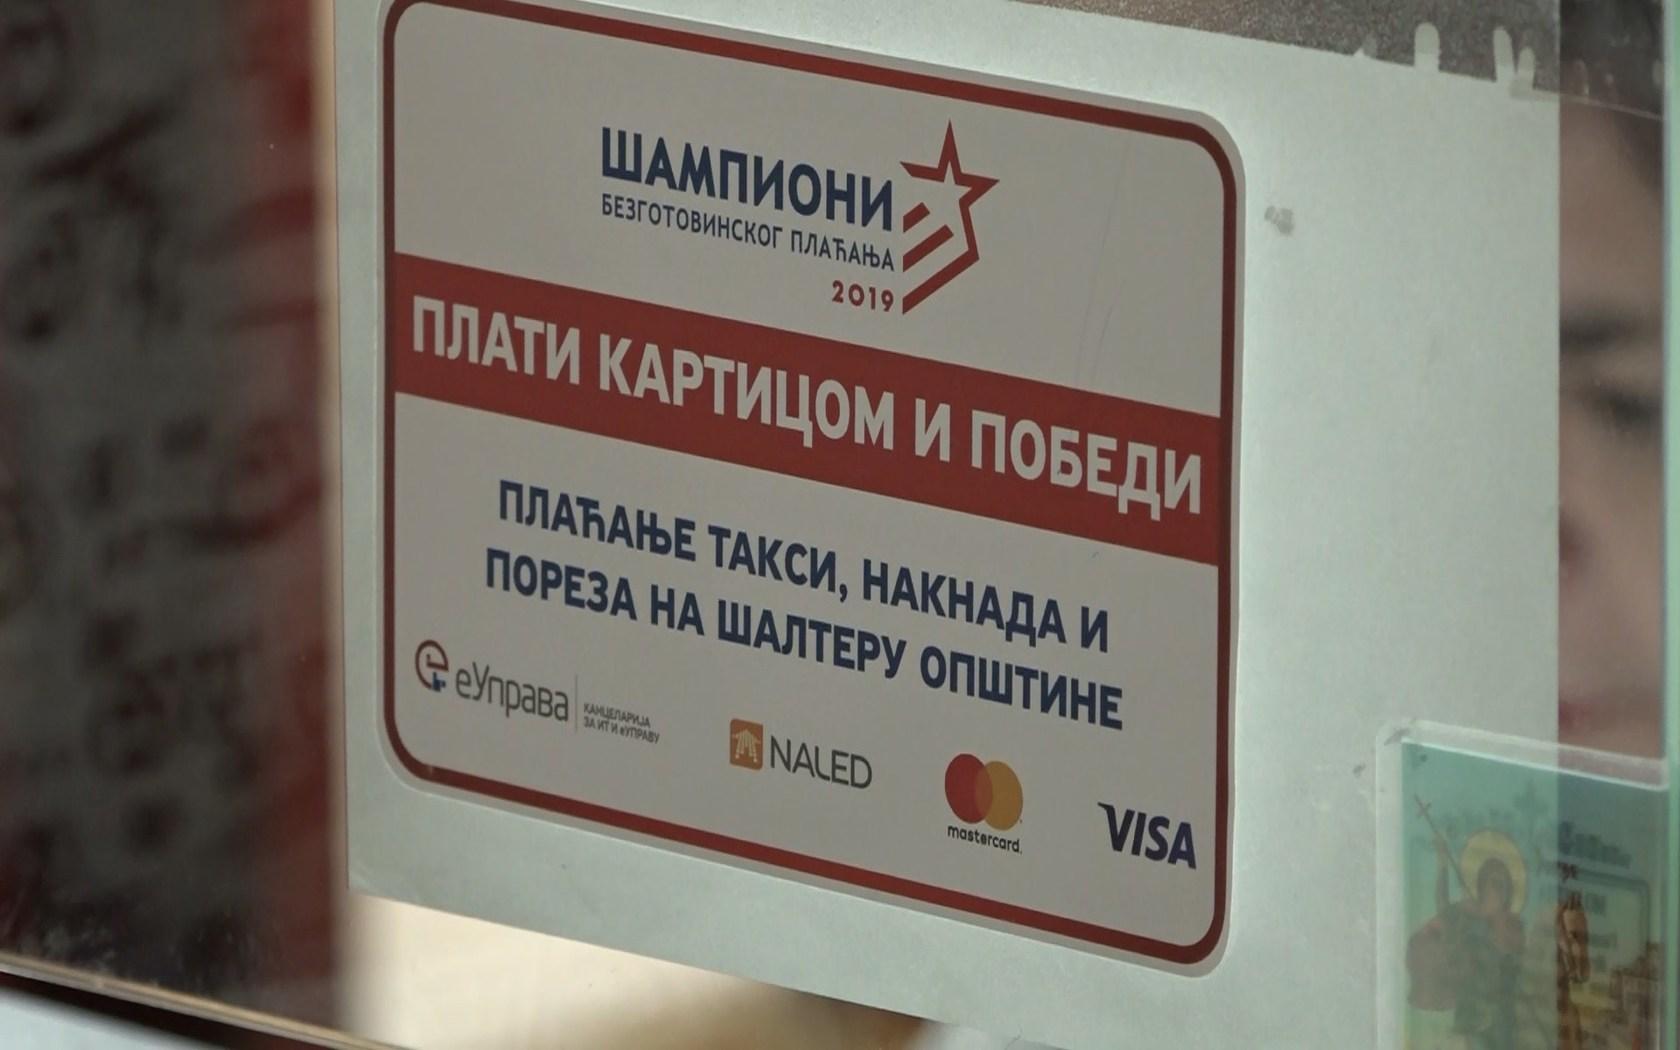 ШАМПИОНИ
БЕЗГОТОВИНСКОГ ПЛАЋАЊА
2019
ПЛАТИ КАРТИЦОМ И ПОБЕДИ
ПЛАЋАЊЕ ТАКСИ, НАКНАДА И
ПОРЕЗА НА ШАЛТЕРУ ОПШТИНЕ
еУправа
КАНЦЕЛАРИЈА
ЗА ИТ И еУПРАВУ
NALED
mastercard.
VISA